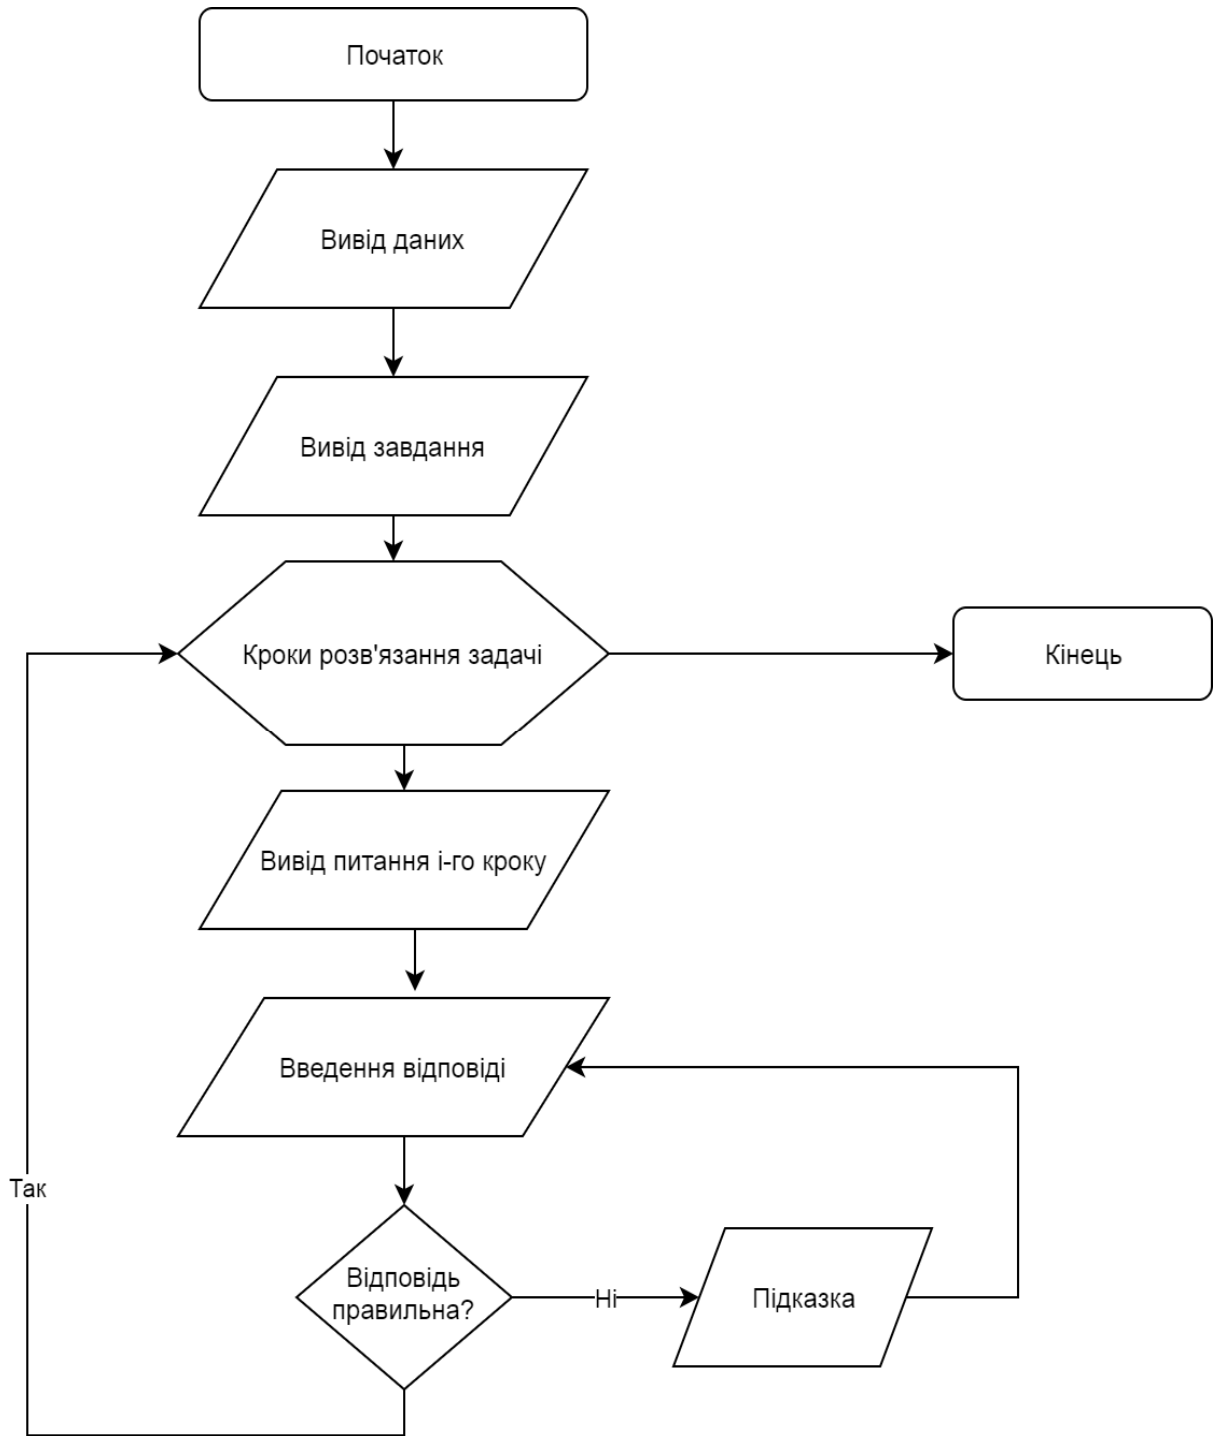 Початок
Вивід даних
Вивід завдання
Кроки розв'язання задачі
Кінець
Вивід питання і-го кроку
Введення відповіді
Так
Відповідь
правильна?
Ні
Підказка